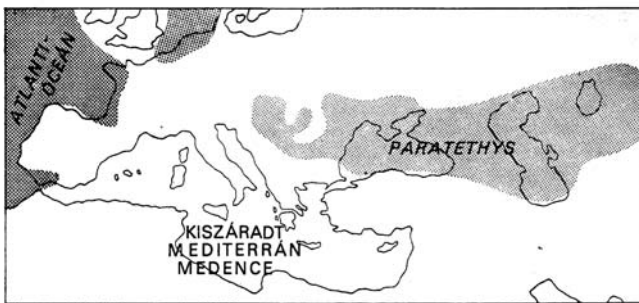 ATLANTI-
ÓCEÁN
PARATETHYS
KISZÁRADT
MEDITERRÁN
MEDENCE